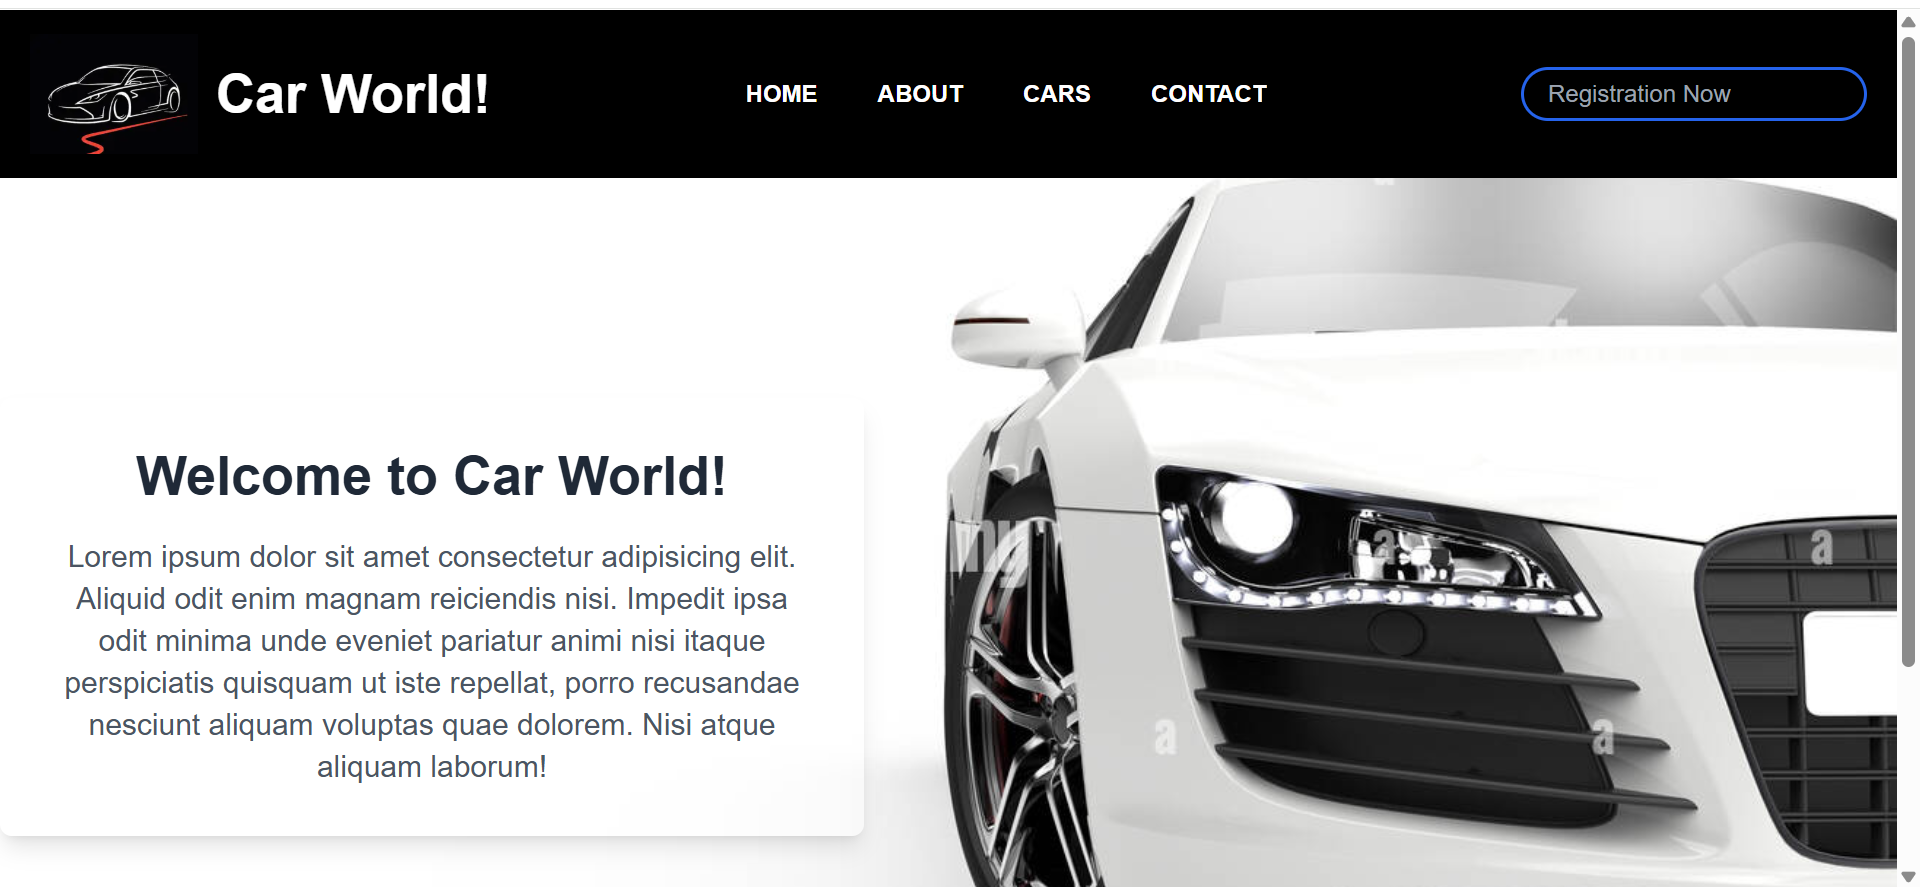 Car World!
HOME
ABOUT
CARS
CONTACT
Registration Now
Welcome to Car World!
Lorem ipsum dolor sit amet consectetur adipisicing elit.
Aliquid odit enim magnam reiciendis nisi. Impedit ipsa
odit minima unde eveniet pariatur animi nisi itaque
perspiciatis quisquam ut iste repellat, porro recusandae
nesciunt aliquam voluptas quae dolorem. Nisi atque
aliquam laborum!
my
a
a
a
a